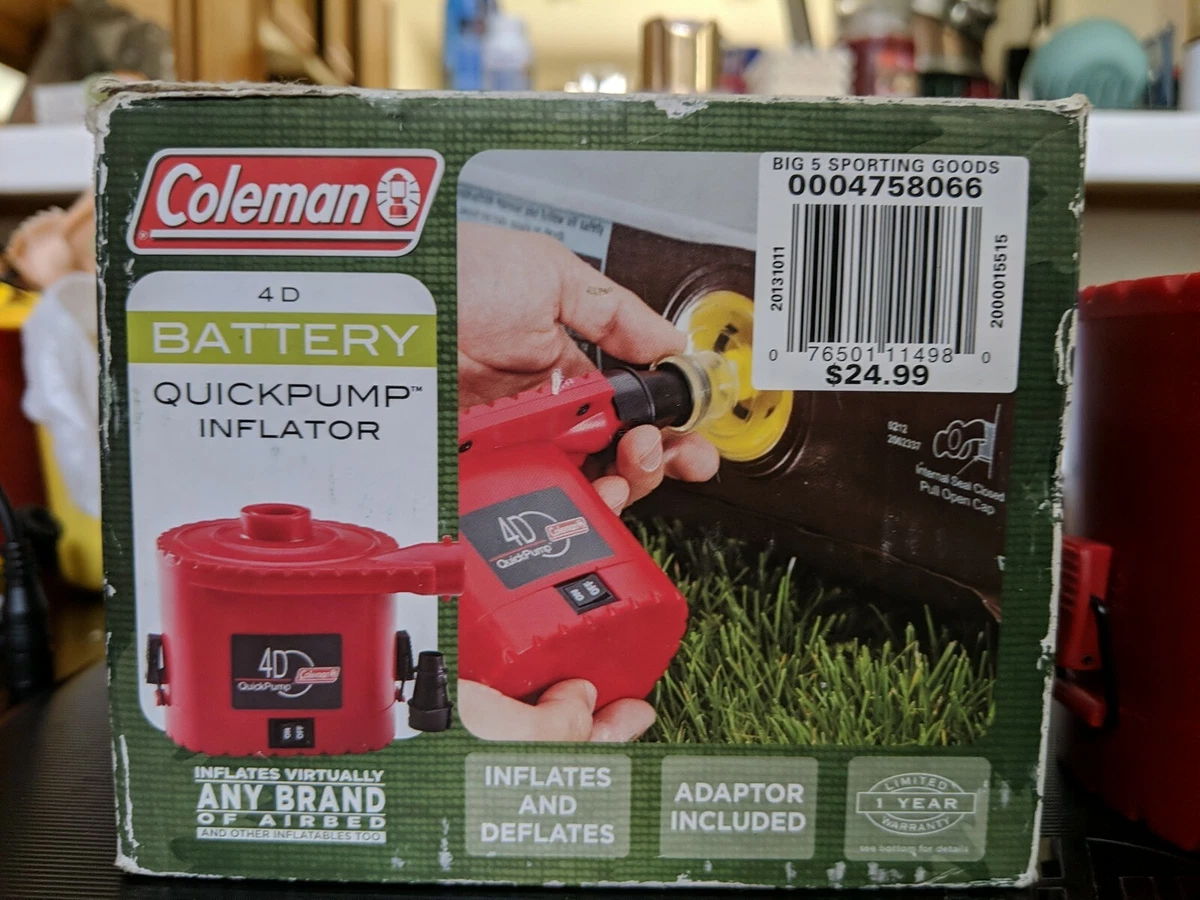 Coleman
4D
BATTERY
QUICKPUMP™
INFLATOR
4D
Coleman
QuickPump
INFLATES VIRTUALLY
ANY BRAND
OF AIRBED
AND OTHER INFLATABLES TOO
BIG 5 SPORTING GOODS
0004758066
20131011
2000015515
0 76501 11498 0
$24.99
0212
2002337
Internal Seal Closed
Pull Open Cap
4D
Coleman
QuickPump
INFLATES
AND
DEFLATES
ADAPTOR
INCLUDED
LIMITED
1 YEAR
WARRANTY
see bottom for details